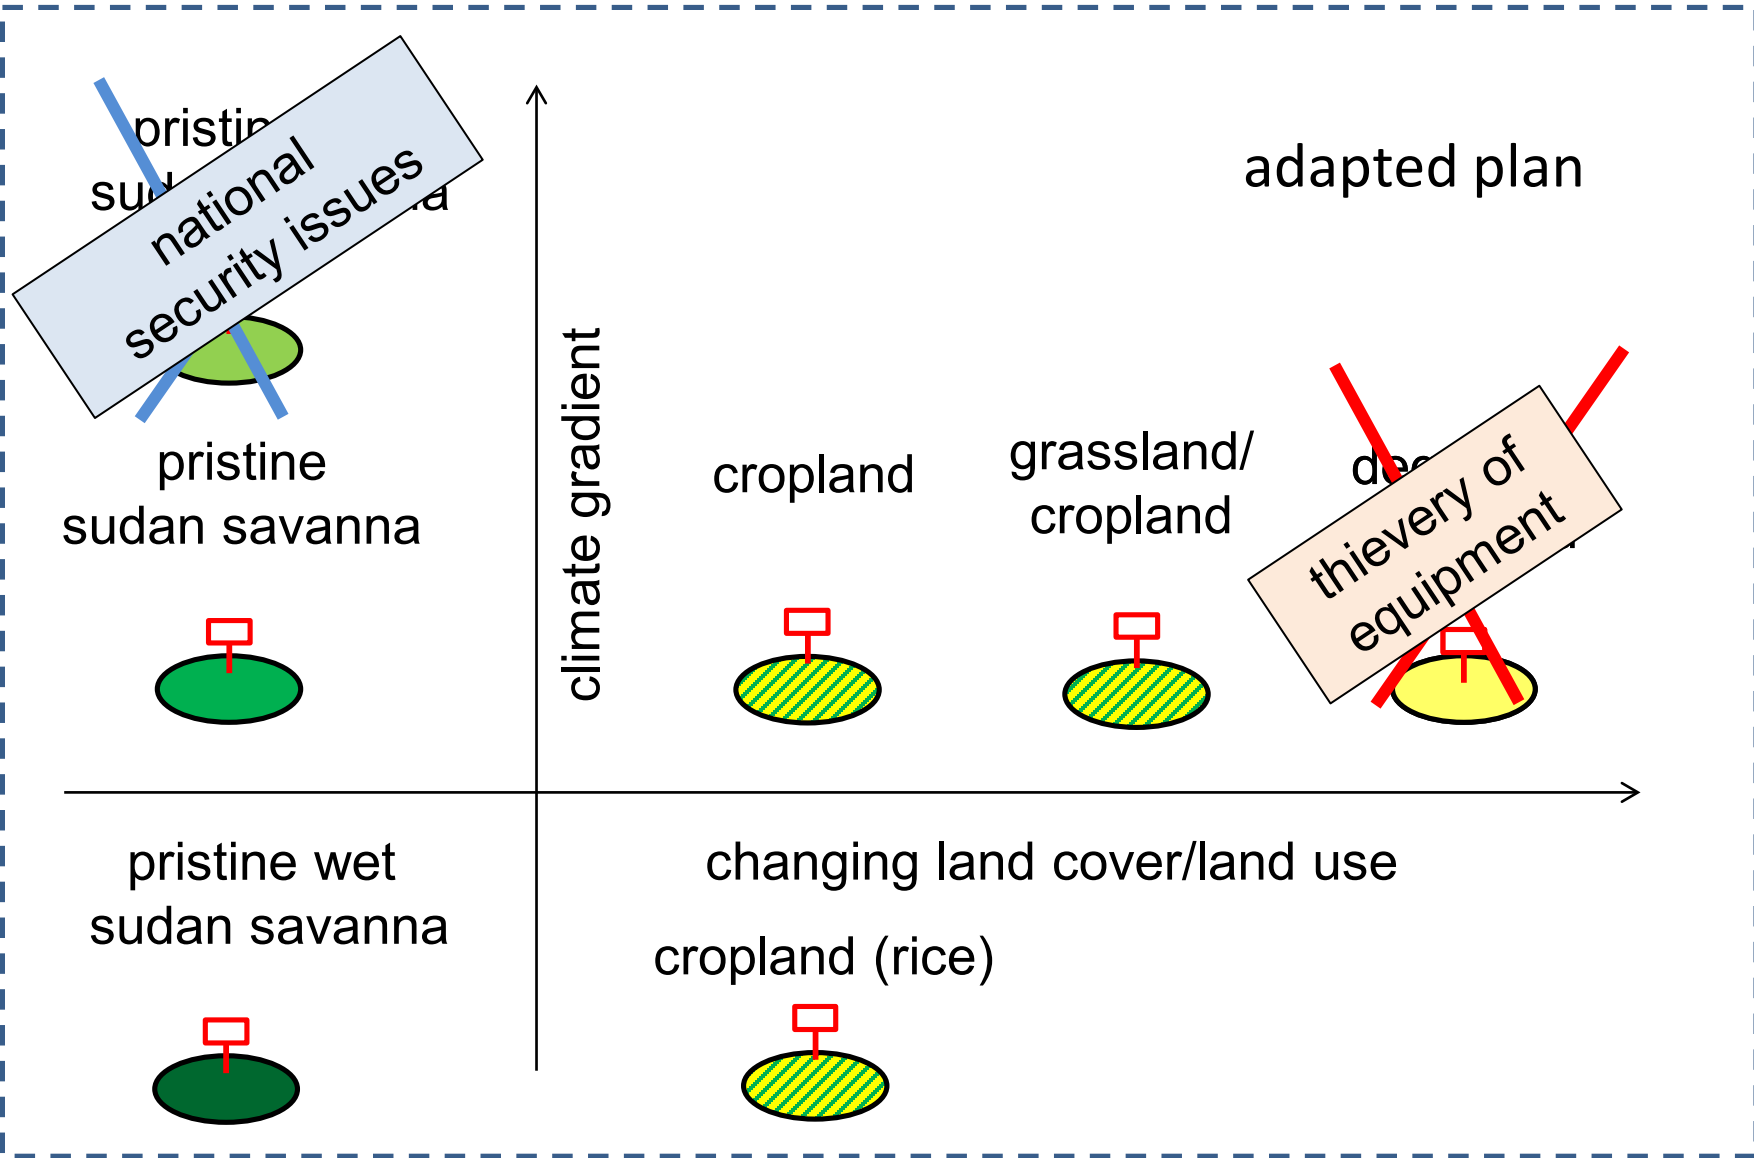 national
security issues
adapted plan
climate gradient
pristine
sudan savanna
cropland
grassland/
cropland
thievery of
equipment
pristine wet
sudan savanna
changing land cover/land use
cropland (rice)